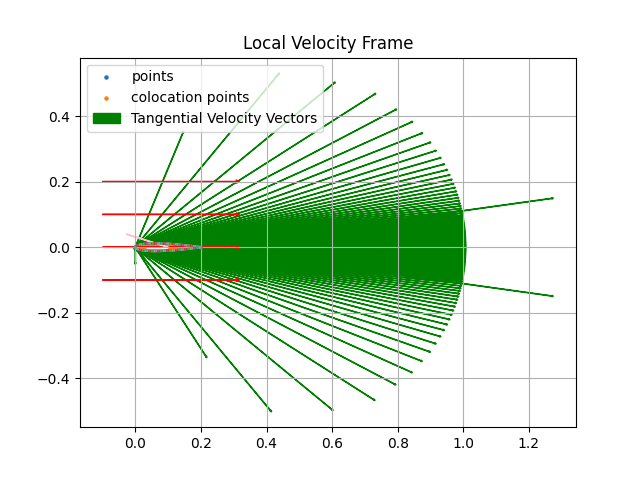 Local Velocity Frame
points
colocation points
Tangential Velocity Vectors
0.4
0.2
0.0
−0.2
−0.4
0.0 0.2 0.4 0.6 0.8 1.0 1.2